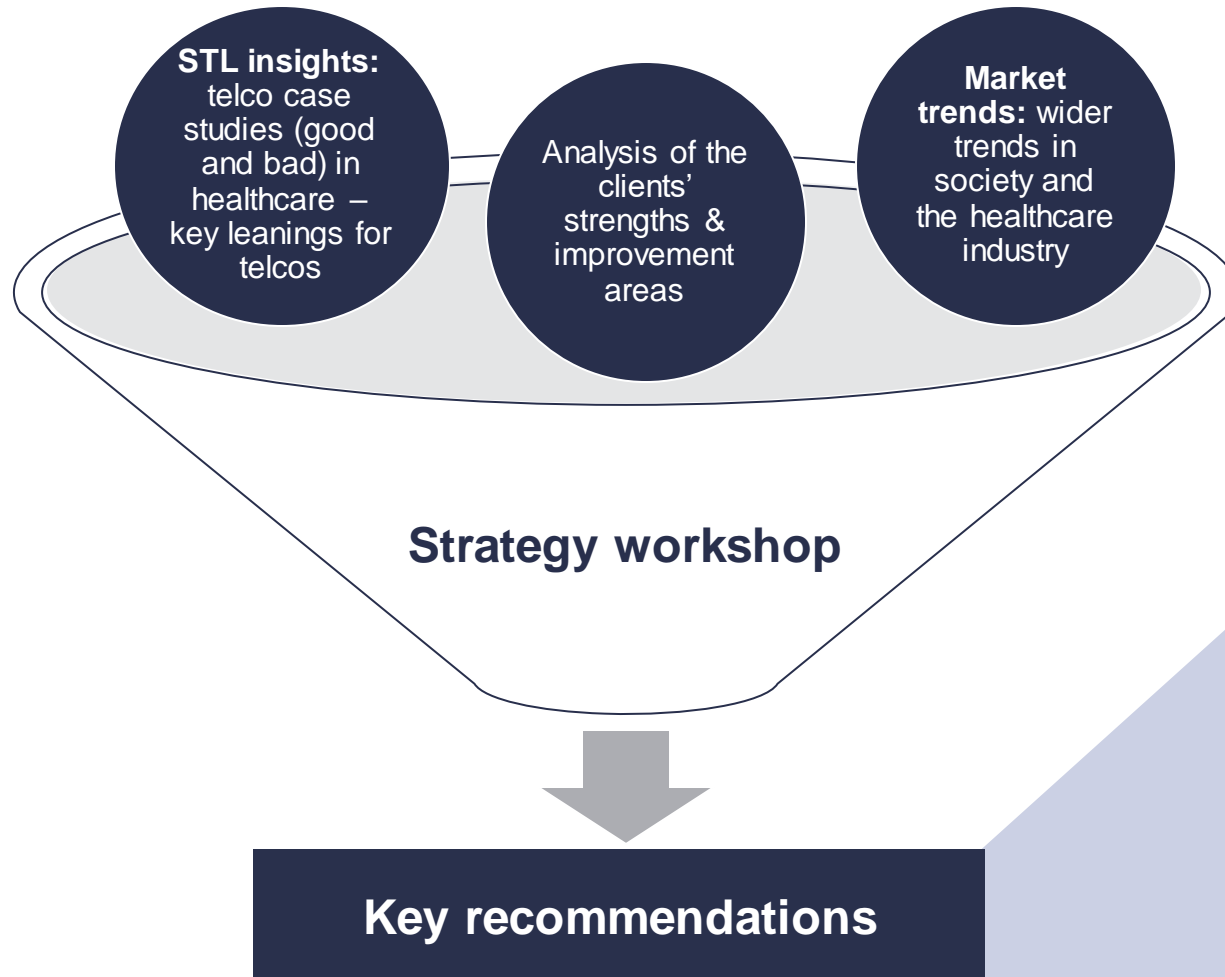 STL insights:
telco case
studies (good
and bad) in
healthcare –
key leanings for
telcos
Analysis of the
clients’
strengths &
improvement
areas
Market
trends: wider
trends in
society and
the healthcare
industry
Strategy workshop
Key recommendations